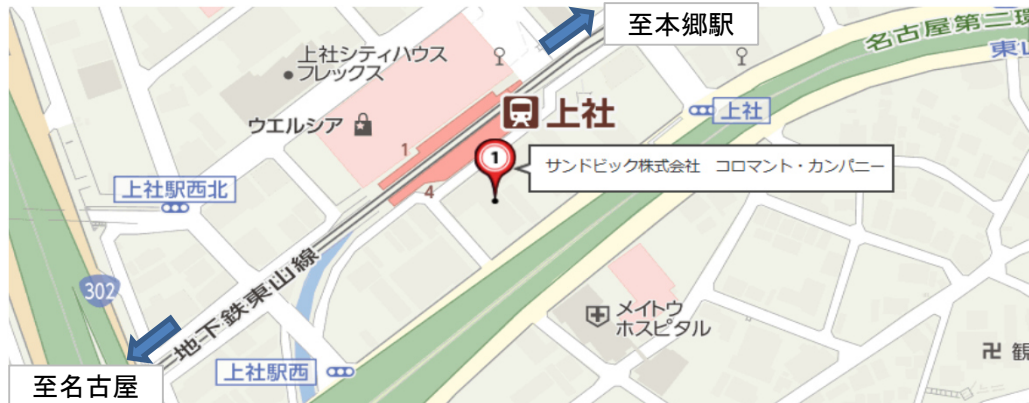 至本郷駅
名古屋第二環
東山
上社シティハウス
フレックス
ウエルシア
上社
上社
1
1
サンドビック株式会社 コロマント・カンパニー
4
上社駅西北
302
地下鉄東山線
メイトウ
ホスピタル
観
上社駅西
至名古屋